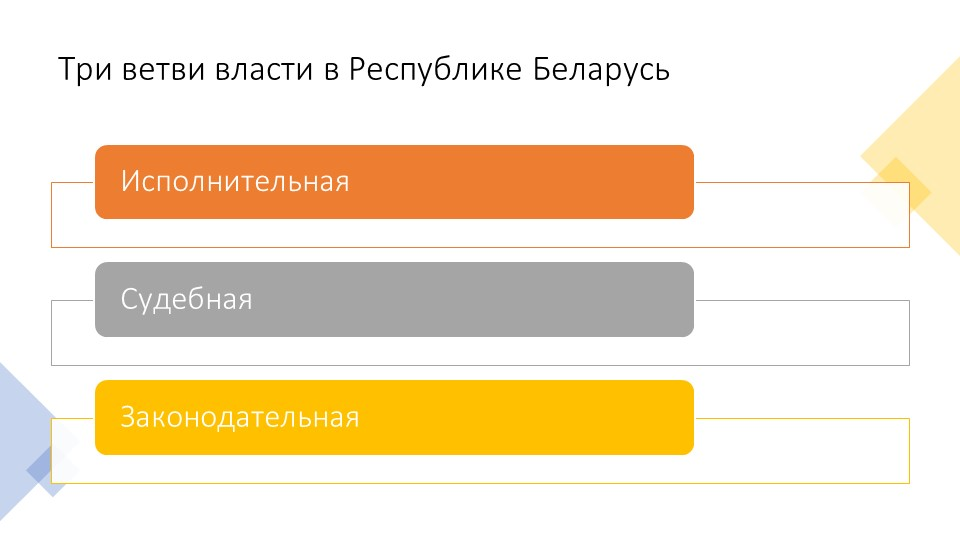 Три ветви власти в Республике Беларусь
Исполнительная
Судебная
Законодательная